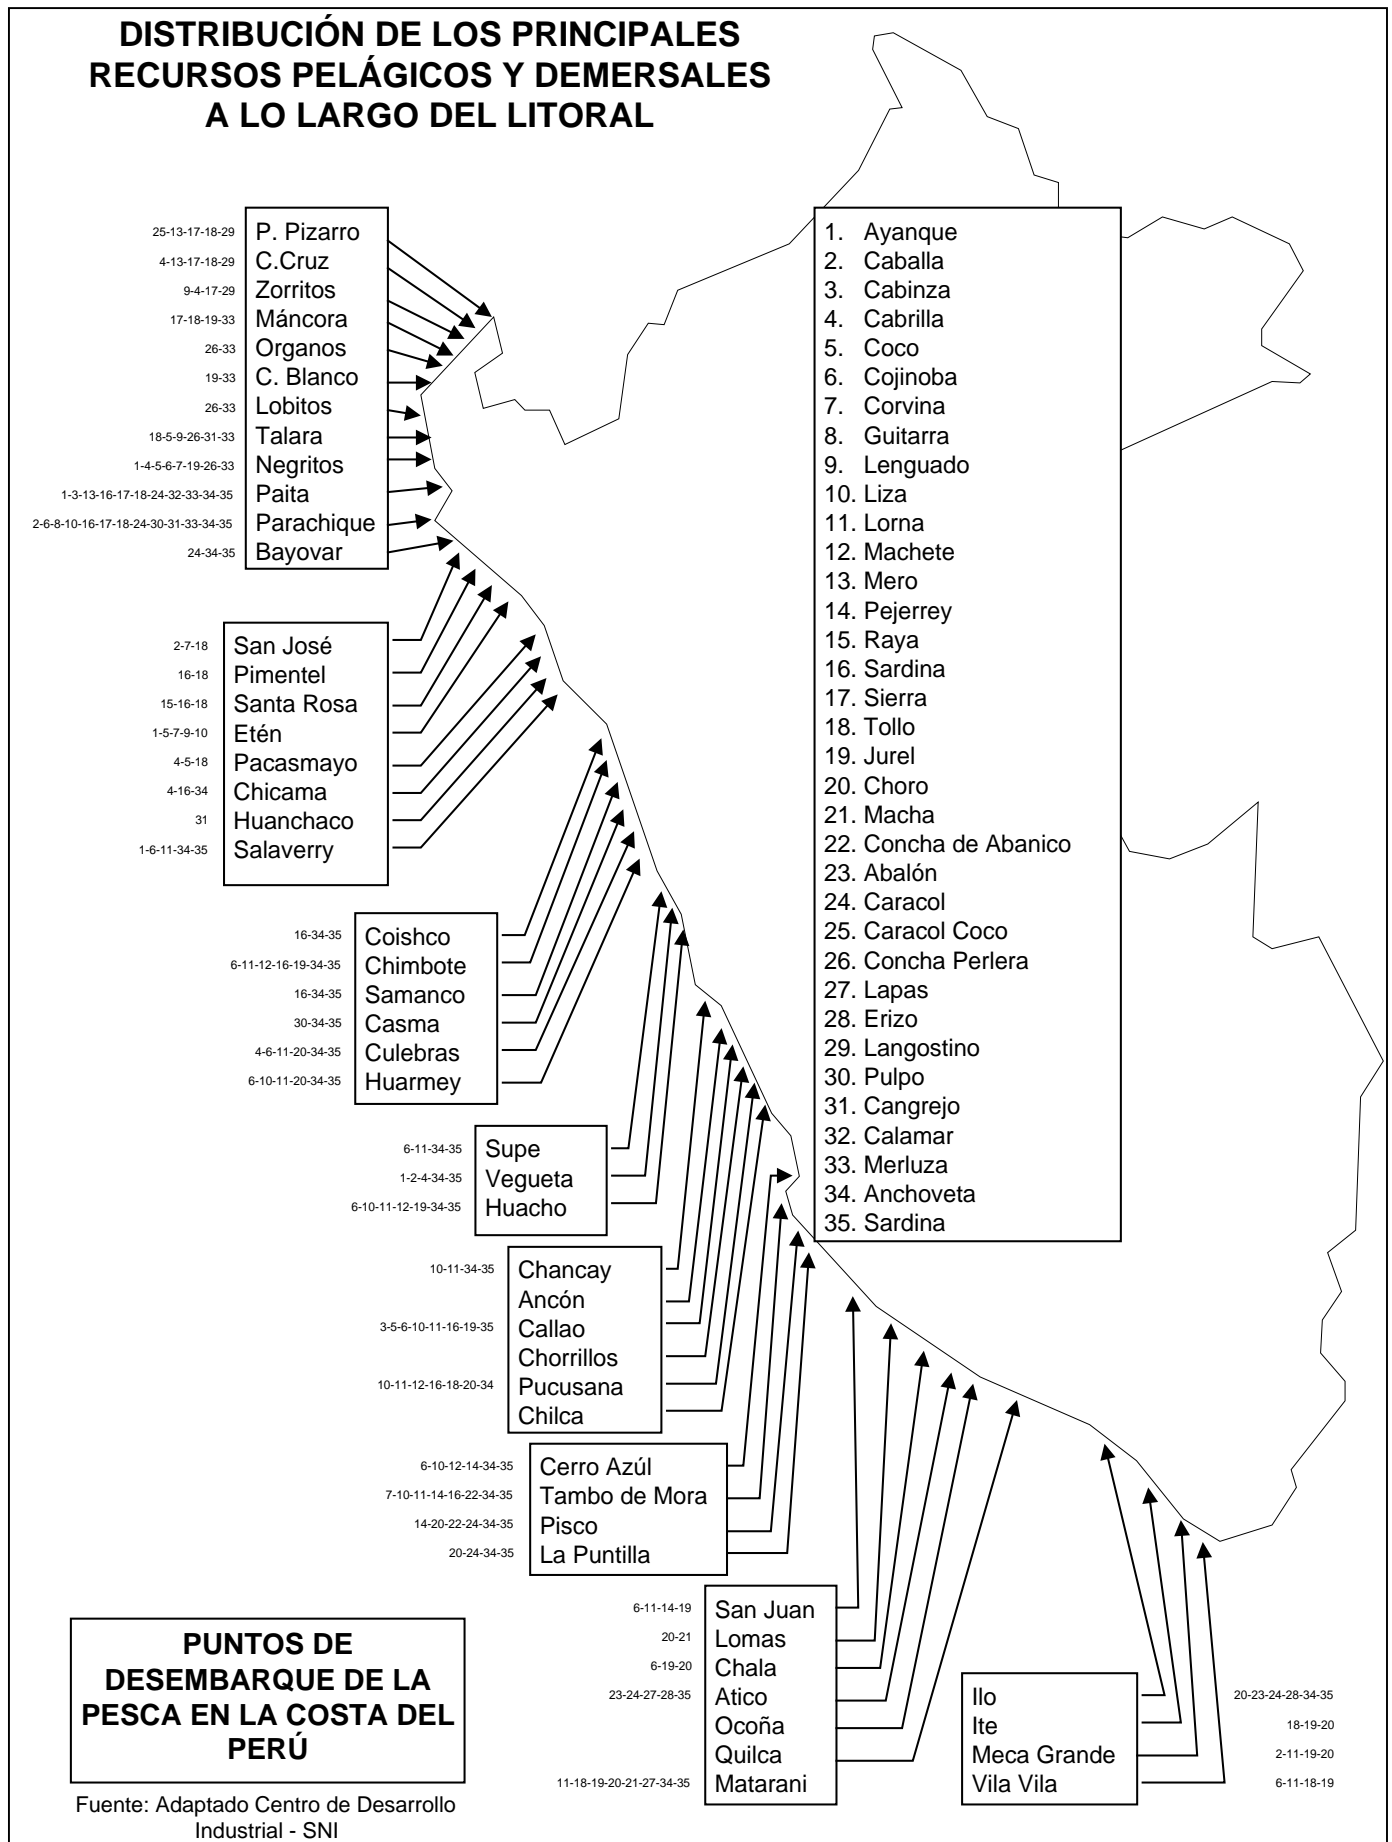 DISTRIBUCIÓN DE LOS PRINCIPALES
RECURSOS PELÁGICOS Y DEMERSALES
A LO LARGO DEL LITORAL
25-13-17-18-29 P. Pizarro
4-13-17-18-29 C.Cruz
9-4-17-29 Zorritos
17-18-19-33 Máncora
26-33 Organos
19-33 C. Blanco
26-33 Lobitos
18-5-9-26-31-33 Talara
1-4-5-6-7-19-26-33 Negritos
1-3-13-16-17-18-24-32-33-34-35 Paita
2-6-8-10-16-17-18-24-30-31-33-34-35 Parachique
24-34-35 Bayovar
2-7-18 San José
16-18 Pimentel
15-16-18 Santa Rosa
1-5-7-9-10 Etén
4-5-18 Pacasmayo
4-16-34 Chicama
31 Huanchaco
1-6-11-34-35 Salaverry
16-34-35 Coishco
6-11-12-16-19-34-35 Chimbote
16-34-35 Samanco
30-34-35 Casma
4-6-11-20-34-35 Culebras
6-10-11-20-34-35 Huarmey
6-11-34-35 Supe
1-2-4-34-35 Vegueta
6-10-11-12-19-34-35 Huacho
10-11-34-35 Chancay
Ancón
3-5-6-10-11-16-19-35 Callao
Chorrillos
10-11-12-16-18-20-34 Pucusana
Chilca
6-10-12-14-34-35 Cerro Azúl
7-10-11-14-16-22-34-35 Tambo de Mora
14-20-22-24-34-35 Pisco
20-24-34-35 La Puntilla
6-11-14-19 San Juan
20-21 Lomas
6-19-20 Chala
23-24-27-28-35 Atico
Ocoña
Quilca
11-18-19-20-21-27-34-35 Matarani
Ilo 20-23-24-28-34-35
Ite 18-19-20
Meca Grande 2-11-19-20
Vila Vila 6-11-18-19
1. Ayanque
2. Caballa
3. Cabinza
4. Cabrilla
5. Coco
6. Cojinoba
7. Corvina
8. Guitarra
9. Lenguado
10. Liza
11. Lorna
12. Machete
13. Mero
14. Pejerrey
15. Raya
16. Sardina
17. Sierra
18. Tollo
19. Jurel
20. Choro
21. Macha
22. Concha de Abanico
23. Abalón
24. Caracol
25. Caracol Coco
26. Concha Perlera
27. Lapas
28. Erizo
29. Langostino
30. Pulpo
31. Cangrejo
32. Calamar
33. Merluza
34. Anchoveta
35. Sardina
PUNTOS DE
DESEMBARQUE DE LA
PESCA EN LA COSTA DEL
PERÚ
Fuente: Adaptado Centro de Desarrollo
Industrial - SNI